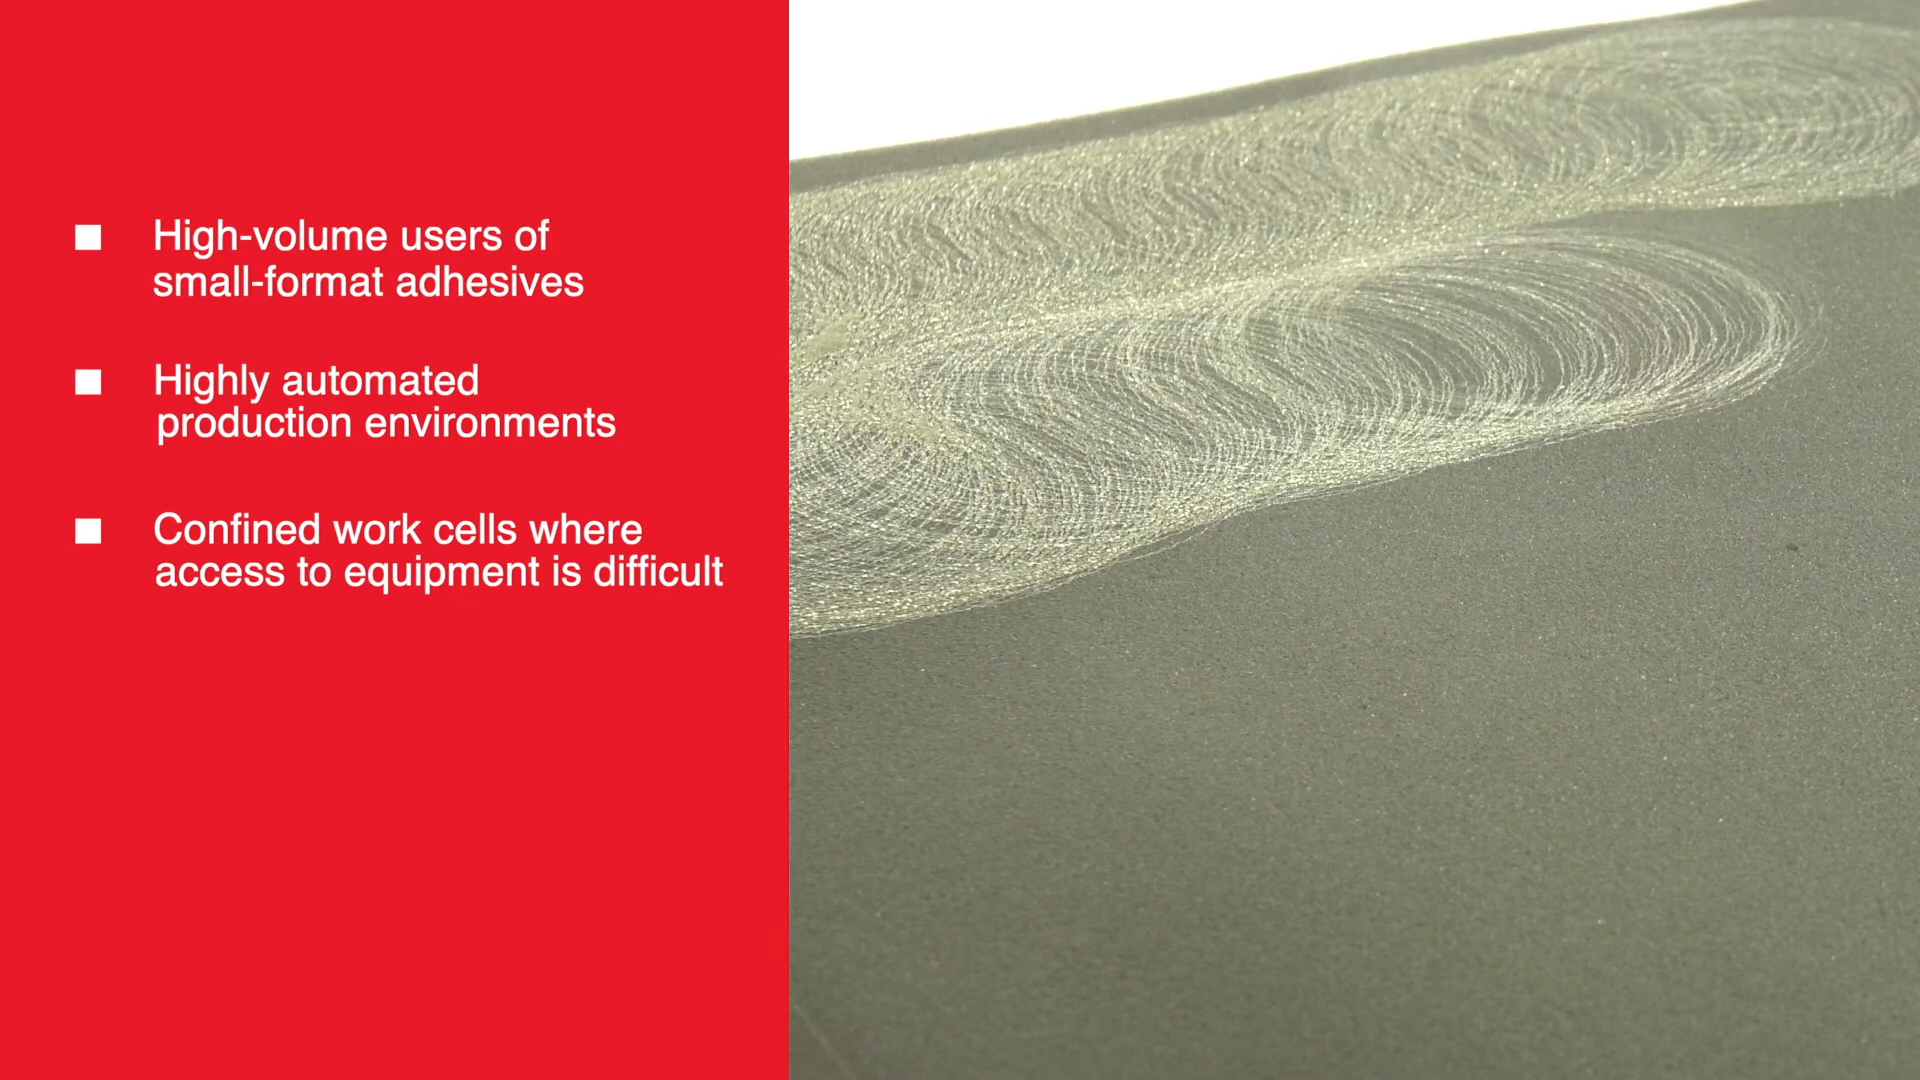 High-volume users of
small-format adhesives
Highly automated
production environments
Confined work cells where
access to equipment is difficult